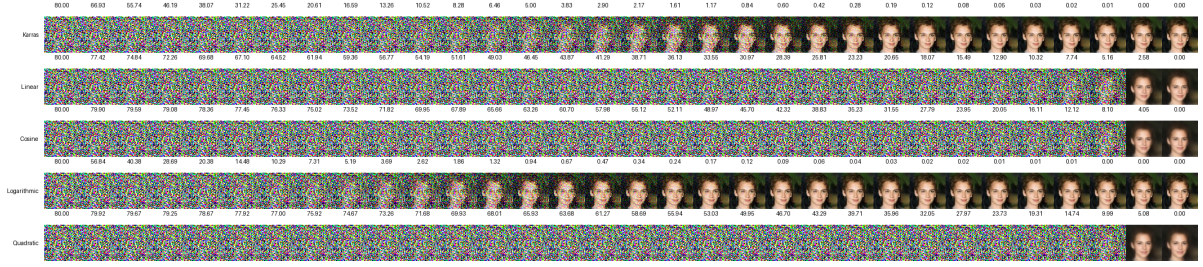 80.00 66.93 55.74 46.19 38.07 31.22 25.45 20.61 16.59 13.26 10.52 8.28 6.46 5.00 3.83 2.90 2.17 1.61 1.17 0.84 0.60 0.42 0.28 0.19 0.12 0.08 0.05 0.03 0.02 0.01 0.00 0.00
Karras
80.00 77.42 74.84 72.26 69.68 67.10 64.52 61.94 59.36 56.77 54.19 51.61 49.03 46.45 43.87 41.29 38.71 36.13 33.55 30.97 28.39 25.81 23.23 20.65 18.07 15.49 12.90 10.32 7.74 5.16 2.58 0.00
Linear
80.00 79.90 79.59 79.08 78.36 77.45 76.33 75.02 73.52 71.82 69.95 67.89 65.66 63.26 60.70 57.98 55.12 52.11 48.97 45.70 42.32 38.83 35.23 31.55 27.79 23.95 20.05 16.11 12.12 8.10 4.05 0.00
Cosine
80.00 56.84 40.38 28.69 20.38 14.48 10.29 7.31 5.19 3.69 2.62 1.86 1.32 0.94 0.67 0.47 0.34 0.24 0.17 0.12 0.09 0.06 0.04 0.03 0.02 0.02 0.01 0.01 0.01 0.00 0.00 0.00
Logarithmic
80.00 79.92 79.67 79.25 78.67 77.92 77.00 75.92 74.67 73.26 71.68 69.93 68.01 65.93 63.68 61.27 58.69 55.94 53.03 49.95 46.70 43.29 39.71 35.96 32.05 27.97 23.73 19.31 14.74 9.99 5.08 0.00
Quadratic